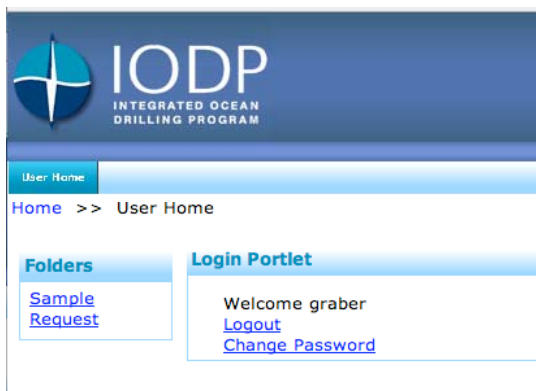 IODP
INTEGRATED OCEAN
DRILLING PROGRAM
User Home
Home >> User Home
Folders
Sample
Request
Login Portlet
Welcome graber
Logout
Change Password